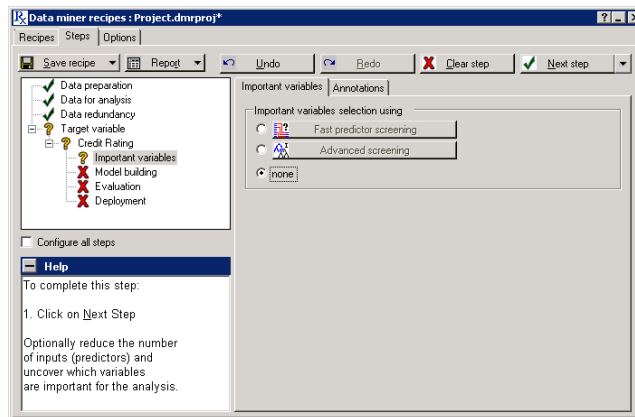 Data miner recipes : Project.dmrproj*
Recipes Steps Options
Save recipe Report Undo Redo Clear step Next step
Data preparation
Data for analysis
Data redundancy
Target variable
Credit Rating
Important variables
Model building
Evaluation
Deployment
Configure all steps
Help
To complete this step:
1. Click on Next Step
Optionally reduce the number
of inputs (predictors) and
uncover which variables
are important for the analysis.
Important variables Annotations
Important variables selection using
Fast predictor screening
Advanced screening
none